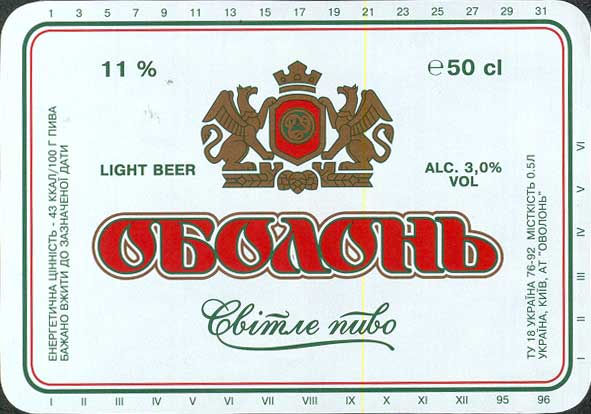 1 3 5 7 9 11 13 15 17 19 21 23 25 27 29 31
11 %
℮ 50 cl
LIGHT BEER
ALC. 3,0%
VOL
ОБОЛОНЬ
Світле пиво
ЕНЕРГЕТИЧНА ЦІННІСТЬ - 43 ККАЛ/100 Г ПИВА
БАЖАНО ВЖИТИ ДО ЗАЗНАЧЕНОЇ ДАТИ
ТУ 18 УКРАЇНА 76-92 МІСТКІСТЬ 0.5Л
УКРАЇНА, КИЇВ, АТ "ОБОЛОНЬ"
I II III IV V VI
I II III IV V VI VII VIII IX X XI XII 95 96